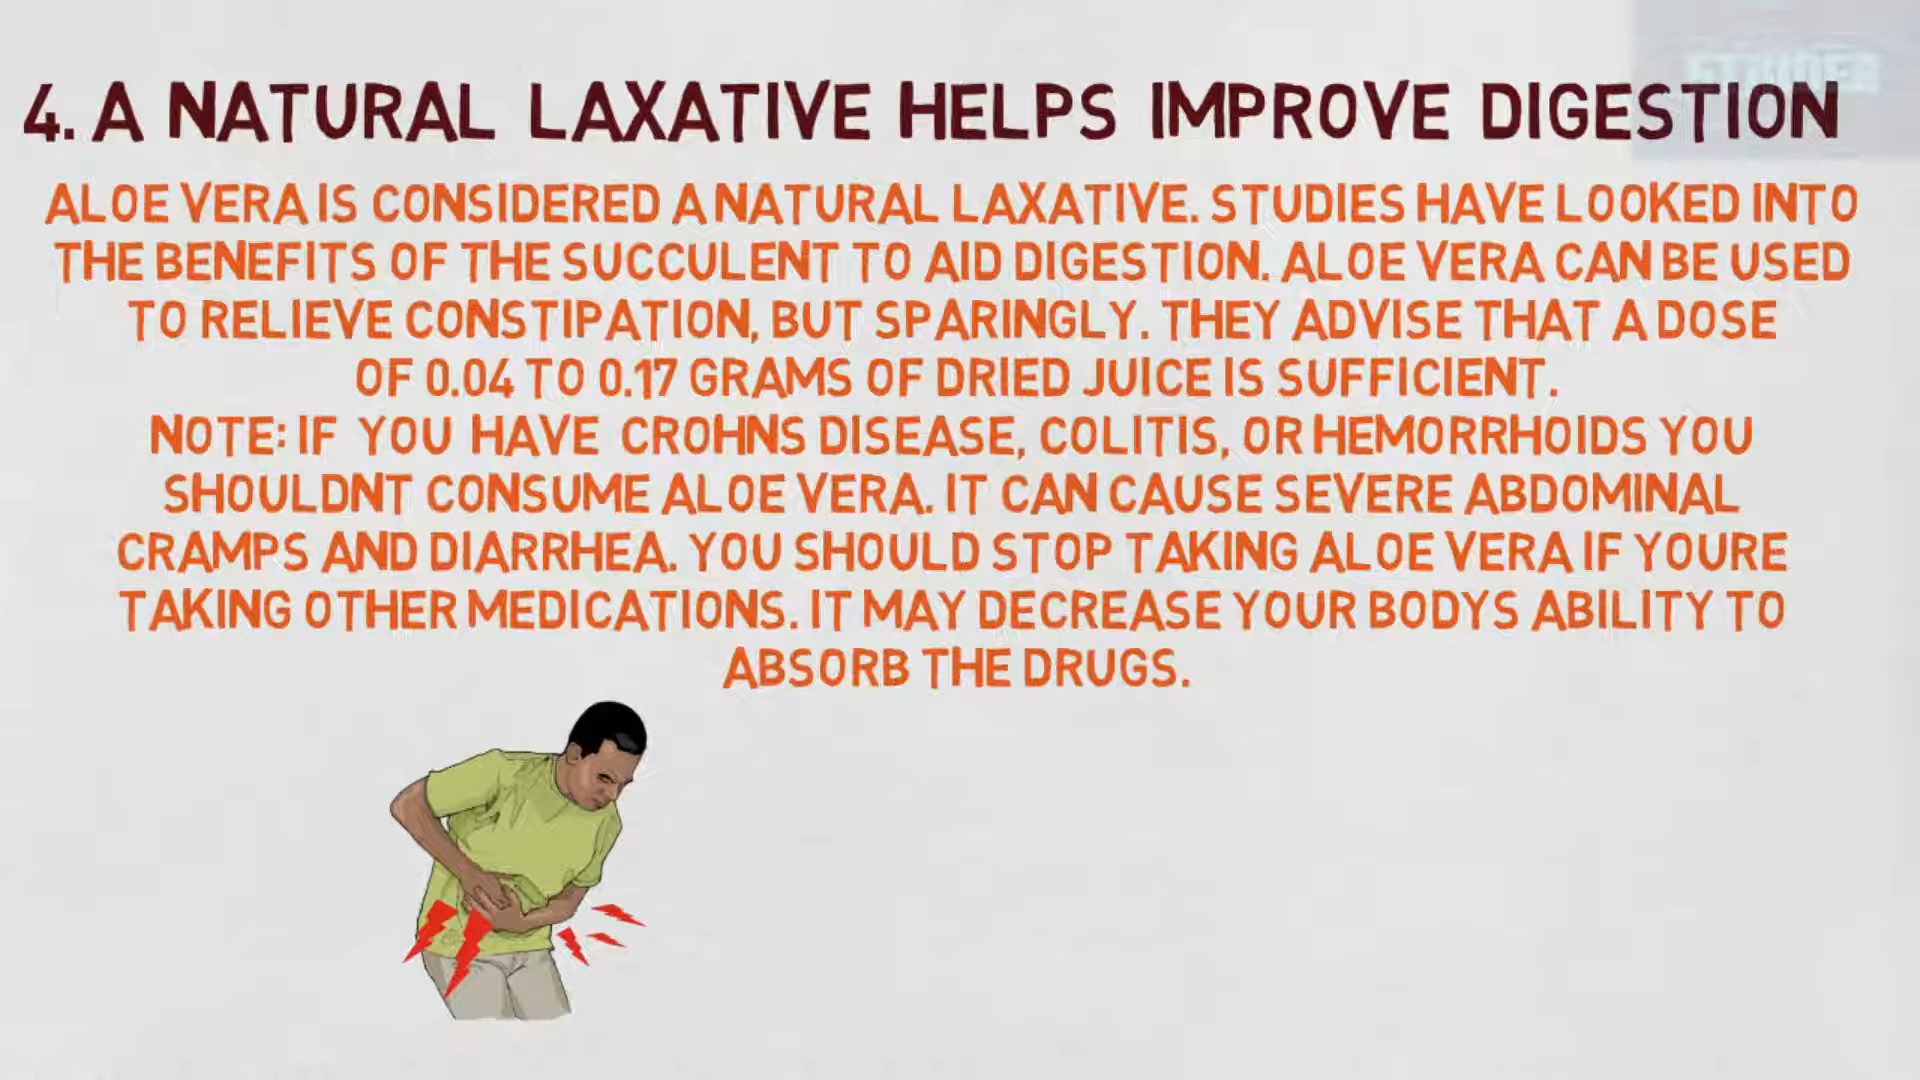 4. A NATURAL LAXATIVE HELPS IMPROVE DIGESTION
ALOE VERA IS CONSIDERED A NATURAL LAXATIVE. STUDIES HAVE LOOKED INTO
THE BENEFITS OF THE SUCCULENT TO AID DIGESTION. ALOE VERA CAN BE USED
TO RELIEVE CONSTIPATION, BUT SPARINGLY. THEY ADVISE THAT A DOSE
OF 0.04 TO 0.17 GRAMS OF DRIED JUICE IS SUFFICIENT.
NOTE: IF YOU HAVE CROHNS DISEASE, COLITIS, OR HEMORRHOIDS YOU
SHOULDNT CONSUME ALOE VERA. IT CAN CAUSE SEVERE ABDOMINAL
CRAMPS AND DIARRHEA. YOU SHOULD STOP TAKING ALOE VERA IF YOURE
TAKING OTHER MEDICATIONS. IT MAY DECREASE YOUR BODYS ABILITY TO
ABSORB THE DRUGS.